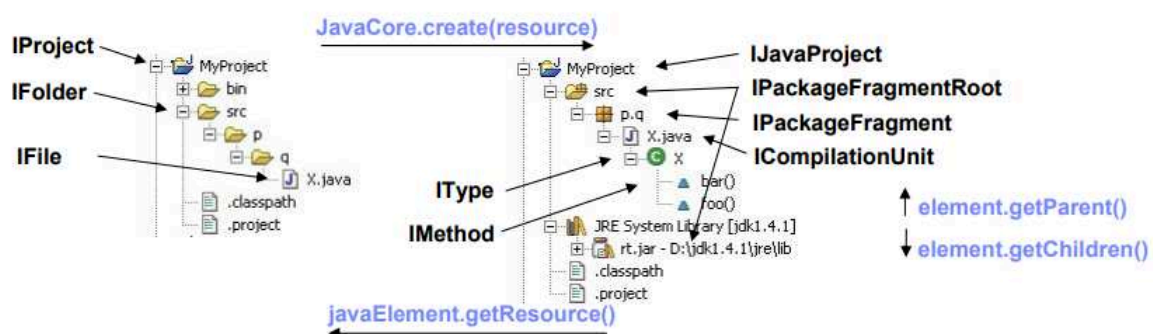 JavaCore.create(resource)
IProject
MyProject
bin
IFolder
src
p
q
IFile
X.java
.classpath
.project
IJavaProject
MyProject
IPackageFragmentRoot
src
IPackageFragment
p.q
X.java
ICompilationUnit
IType
X
bar()
foo()
IMethod
element.getParent()
JRE System Library [jdk1.4.1]
rt.jar - D:\jdk1.4.1\jre\lib
element.getChildren()
.classpath
.project
javaElement.getResource()